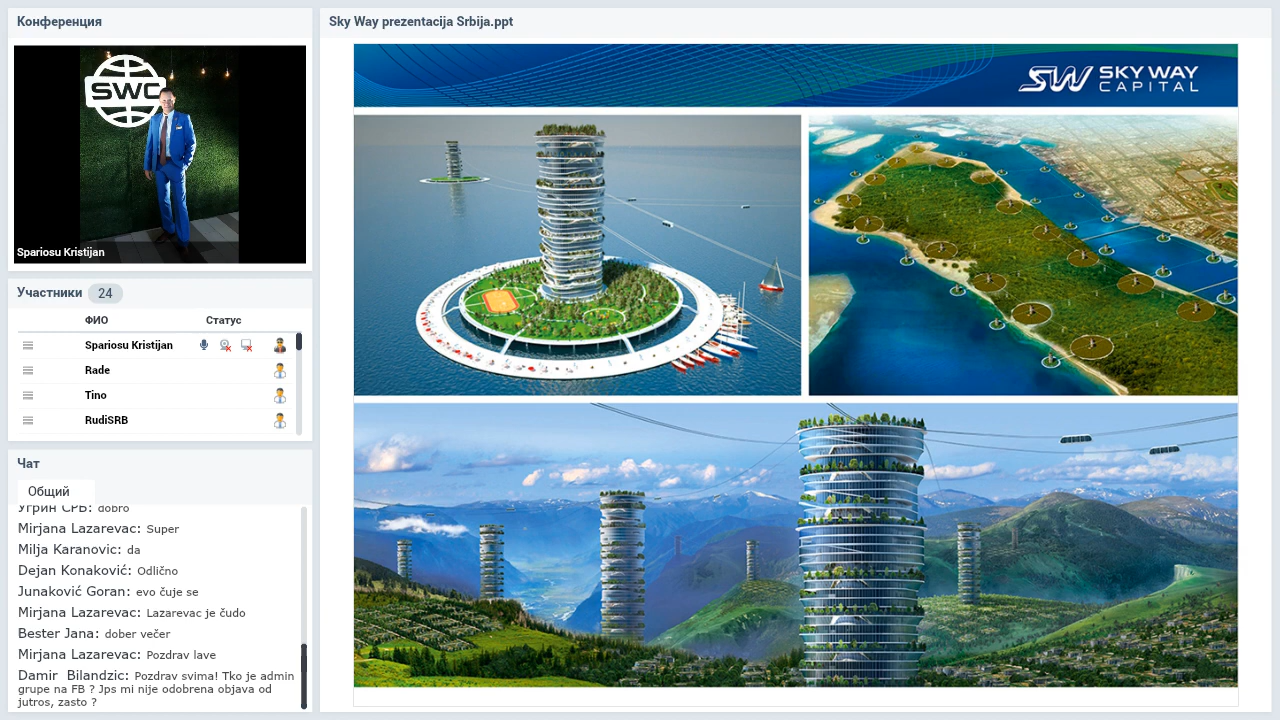 Конференция
SWC
Spariosu Kristijan
Участники 24
ФИО Статус
Spariosu Kristijan
Rade
Tino
RudiSRB
Чат
Общий
Угрин СРБ: dobro
Mirjana Lazarevac: Super
Milja Karanovic: da
Dejan Konaković: Odlično
Junaković Goran: evo čuje se
Mirjana Lazarevac: Lazarevac je čudo
Bester Jana: dober večer
Mirjana Lazarevac: Pozdrav lave
Damir Bilandzic: Pozdrav svima! Tko je admin
grupe na FB ? Jps mi nije odobrena objava od
jutros, zasto ?
Sky Way prezentacija Srbija.ppt
SW SKY WAY
CAPITAL